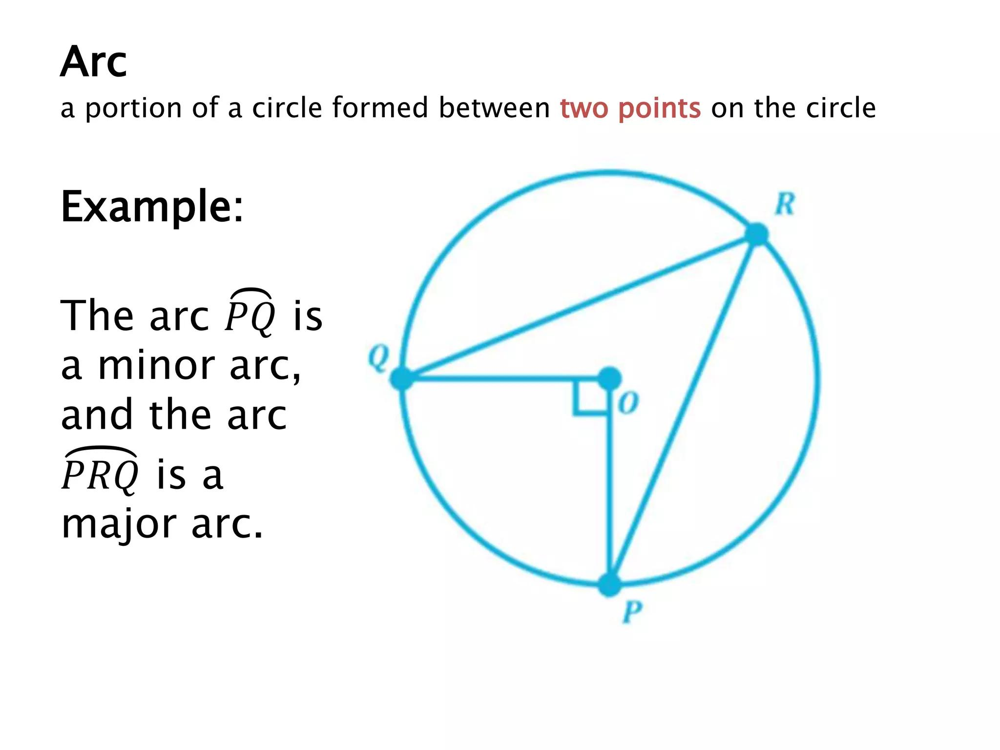 Arc
a portion of a circle formed between two points on the circle
Example:
The arc P͡Q is
a minor arc,
and the arc
P͡R͡Q is a
major arc.
R
Q
O
P